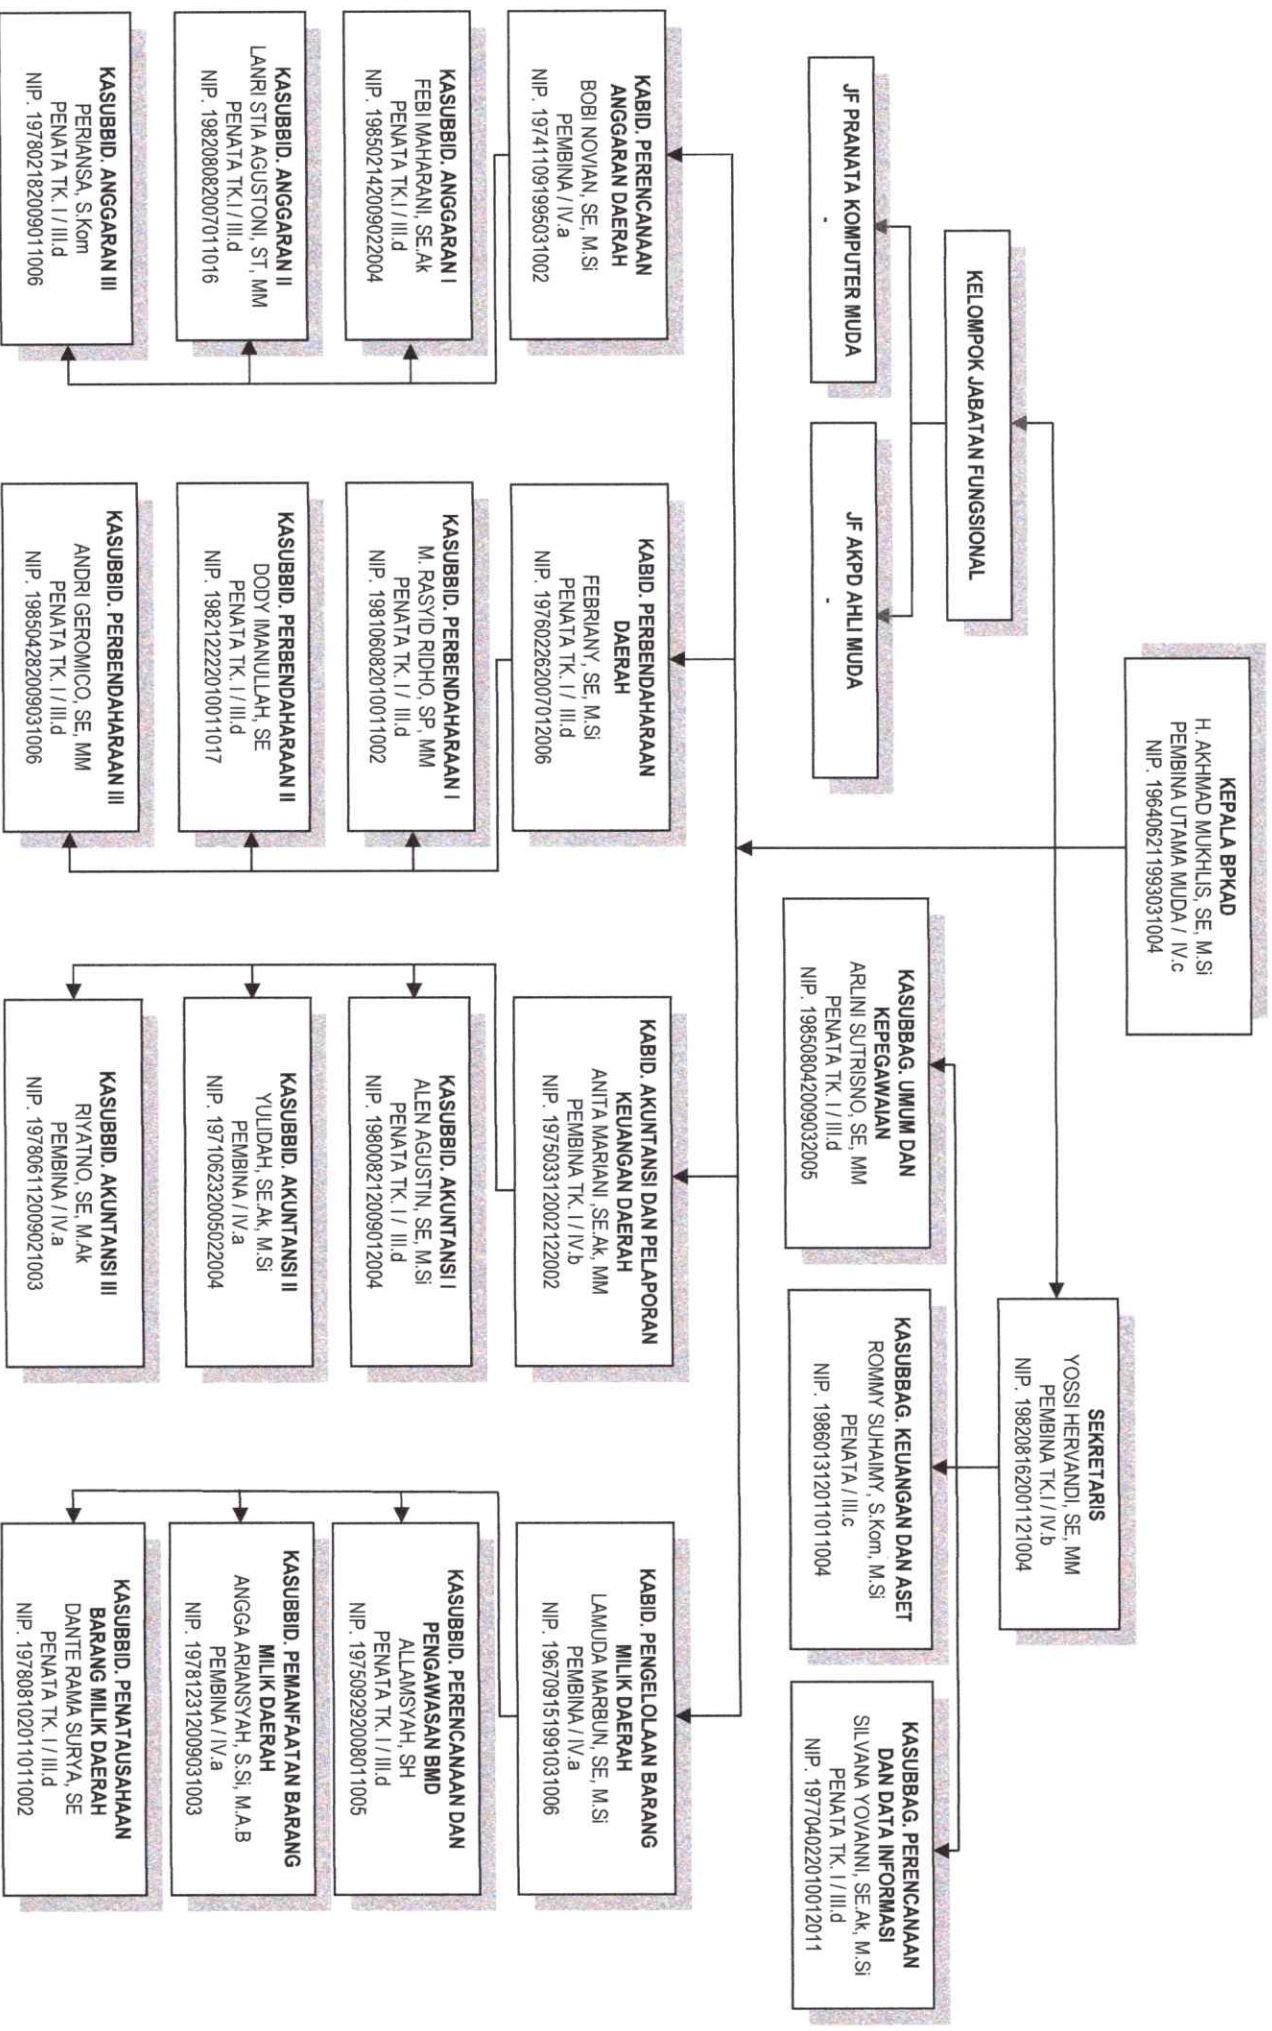 KEPALA BPKAD
H. AKHMAD MUKHLIS, SE, M.Si
PEMBINA UTAMA MUDA / IV.c
NIP. 196406211993031004
KELOMPOK JABATAN FUNGSIONAL
JF PRANATA KOMPUTER MUDA
-
JF AKPD AHLI MUDA
-
SEKRETARIS
YOSSI HERVANDI, SE, MM
PEMBINA TK.I / IV.b
NIP. 198208162001121004
KASUBBAG. UMUM DAN
KEPEGAWAIAN
ARLINI SUTRISNO, SE, MM
PENATA TK. I / III.d
NIP. 198508042009032005
KASUBBAG. KEUANGAN DAN ASET
ROMMY SUHAIMY, S.Kom, M.Si
PENATA / III.c
NIP. 198601312011011004
KASUBBAG. PERENCANAAN
DAN DATA INFORMASI
SILVANA YOVANNI, SE.Ak, M.Si
PENATA TK. I / III.d
NIP. 197704022010012011
KABID. PERENCANAAN
ANGGARAN DAERAH
BOBI NOVIAN, SE, M.Si
PEMBINA / IV.a
NIP. 197411091995031002
KASUBBID. ANGGARAN I
FEBI MAHARANI, SE.Ak
PENATA TK.I / III.d
NIP. 198502142009022004
KASUBBID. ANGGARAN II
LANRI STIA AGUSTONI, ST, MM
PENATA TK.I / III.d
NIP. 198208082007011016
KASUBBID. ANGGARAN III
PERIANSA, S.Kom
PENATA TK. I / III.d
NIP. 197802182009011006
KABID. PERBENDAHARAAN
DAERAH
FEBRIANY, SE, M.Si
PENATA TK. I / III.d
NIP. 197602262007012006
KASUBBID. PERBENDAHARAAN I
M. RASYID RIDHO, SP, MM
PENATA TK. I / III.d
NIP. 198106082010011002
KASUBBID. PERBENDAHARAAN II
DODY IMANULLAH, SE
PENATA TK. I / III.d
NIP. 198212222010011017
KASUBBID. PERBENDAHARAAN III
ANDRI GEROMICO, SE, MM
PENATA TK. I / III.d
NIP. 198504282009031006
KABID. AKUNTANSI DAN PELAPORAN
KEUANGAN DAERAH
ANITA MARIANI ,SE.Ak, MM
PEMBINA TK. I / IV.b
NIP. 197503312002122002
KASUBBID. AKUNTANSI I
ALEN AGUSTIN, SE, M.Si
PENATA TK. I / III.d
NIP. 198008212009012004
KASUBBID. AKUNTANSI II
YULIDAH, SE.Ak, M.Si
PEMBINA / IV.a
NIP. 197106232005022004
KASUBBID. AKUNTANSI III
RIYATNO, SE, M.Ak
PEMBINA / IV.a
NIP. 197806112009021003
KABID. PENGELOLAAN BARANG
MILIK DAERAH
LAMUDA MARBUN, SE, M.Si
PEMBINA / IV.a
NIP. 196709151991031006
KASUBBID. PERENCANAAN DAN
PENGAWASAN BMD
ALLAMSYAH, SH
PENATA TK. I / III.d
NIP. 197509292008011005
KASUBBID. PEMANFAATAN BARANG
MILIK DAERAH
ANGGA ARIANSYAH, S.Si, M.A.B
PEMBINA / IV.a
NIP. 197812312009031003
KASUBBID. PENATAUSAHAAN
BARANG MILIK DAERAH
DANTE RAMA SURYA, SE
PENATA TK. I / III.d
NIP. 197808102011011002